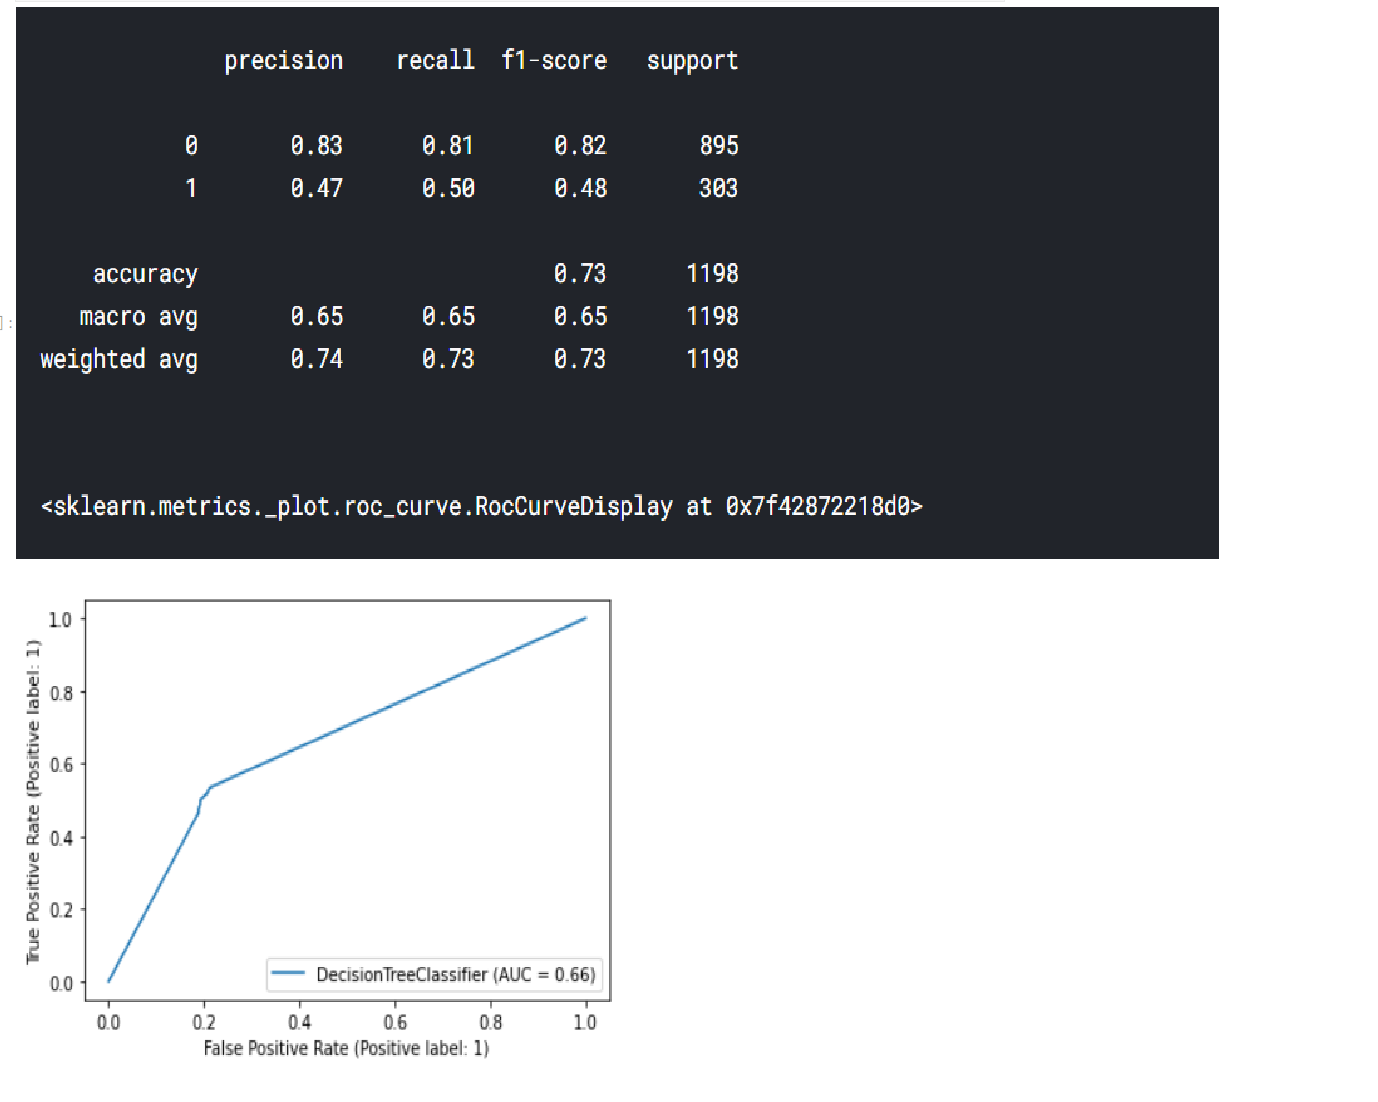 precision recall f1-score support
0 0.83 0.81 0.82 895
1 0.47 0.50 0.48 303
accuracy 0.73 1198
macro avg 0.65 0.65 0.65 1198
weighted avg 0.74 0.73 0.73 1198
]:
<sklearn.metrics._plot.roc_curve.RocCurveDisplay at 0x7f42872218d0>
True Positive Rate (Positive label: 1)
1.0
0.8
0.6
0.4
0.2
0.0
DecisionTreeClassifier (AUC = 0.66)
0.0 0.2 0.4 0.6 0.8 1.0
False Positive Rate (Positive label: 1)